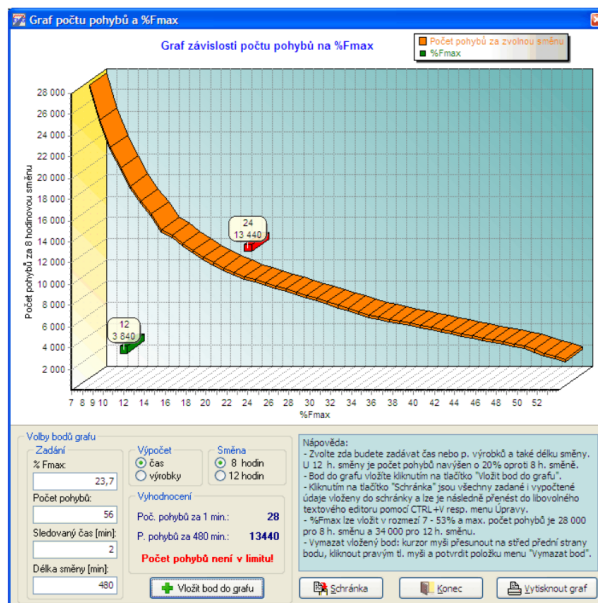 Graf počtu pohybů a %Fmax
Graf závislosti počtu pohybů na %Fmax
Počet pohybů za zvolnou směnu
%Fmax
Počet pohybů za 8 hodinovou směnu
28 000
26 000
24 000
22 000
20 000
18 000
16 000
14 000
12 000
10 000
8 000
6 000
4 000
2 000
24
13 440
12
3 840
7 8 9 10 12 14 16 18 20 22 24 26 28 30 32 34 36 38 40 42 44 46 48 50 52
%Fmax
Volby bodů grafu
Zadání
% Fmax:
23,7
Počet pohybů:
56
Sledovaný čas [min]:
2
Délka směny [min]:
480
Výpočet
čas
výrobky
Směna
8 hodin
12 hodin
Vyhodnocení
Poč. pohybů za 1 min.: 28
P. pohybů za 480 min.: 13440
Počet pohybů není v limitu!
Vložit bod do grafu
Nápověda:
- Zvolte zda budete zadávat čas nebo p. výrobků a také délku směny.
U 12 h. směny je počet pohybů navýšen o 20% oproti 8 h. směně.
- Bod do grafu vložíte kliknutím na tlačítko "Vložit bod do grafu".
- Kliknutím na tlačítko "Schránka" jsou všechny zadané i vypočtené
údaje vloženy do schránky a lze je následně přenést do libovolného
textového editoru pomocí CTRL+V resp. menu Úpravy.
- %Fmax lze vložit v rozmezí 7 - 53% a max. počet pohybů je 28 000
pro 8 h. směnu a 34 000 pro 12 h. směnu.
- Vymazat vložený bod: kurzor myši přesunout na střed přední strany
bodu, kliknout pravým tl. myši a potvrdit položku menu "Vymazat bod".
Schránka
Konec
Vytisknout graf